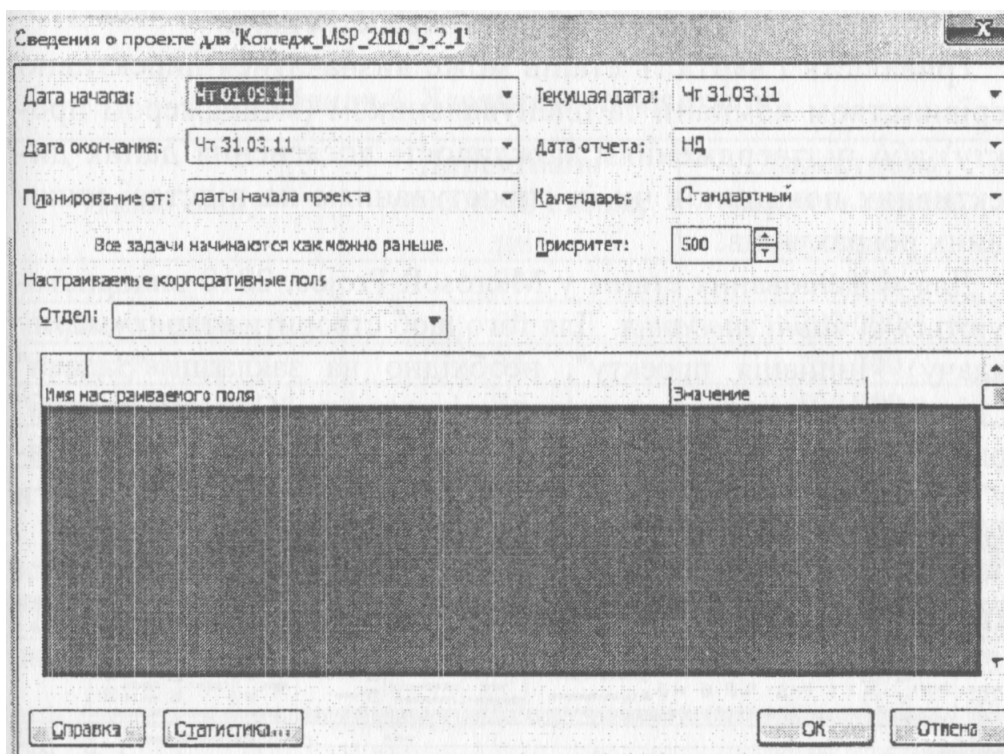 Сведения о проекте для 'Коттедж_MSP_2010_5_2_1'
Дата начала: Чт 01.09.11 Текущая дата: Чт 31.03.11
Дата окончания: Чт 31.03.11 Дата отчета: НД
Планирование от: даты начала проекта Календарь: Стандартный
Все задачи начинаются как можно раньше. Приоритет: 500
Настраиваемые корпоративные поля
Отдел:
Имя настраиваемого поля Значение
Справка Статистика... ОК Отмена